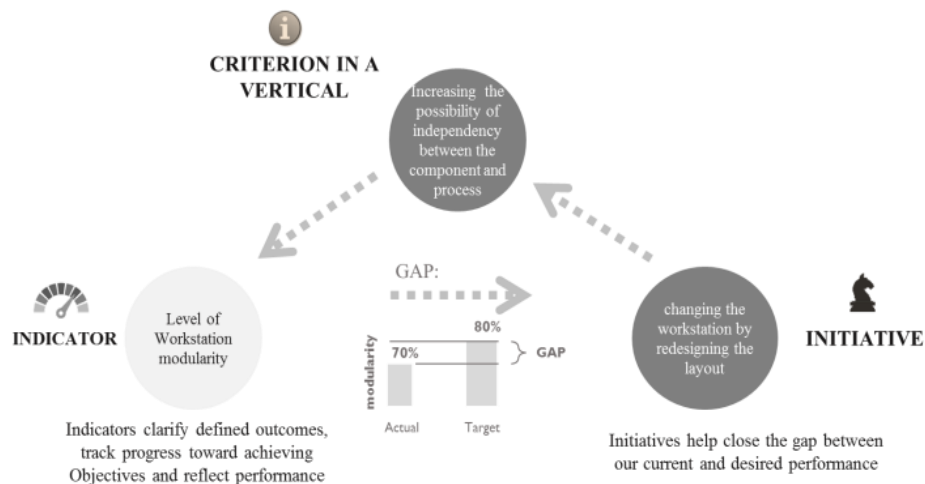 i
CRITERION IN A
VERTICAL
Increasing the
possibility of
independency
between the
component and
process
INDICATOR
Level of
Workstation
modularity
Indicators clarify defined outcomes,
track progress toward achieving
Objectives and reflect performance
GAP:
modularity
70%
80%
GAP
Actual
Target
changing the
workstation by
redesigning the
layout
INITIATIVE
Initiatives help close the gap between
our current and desired performance